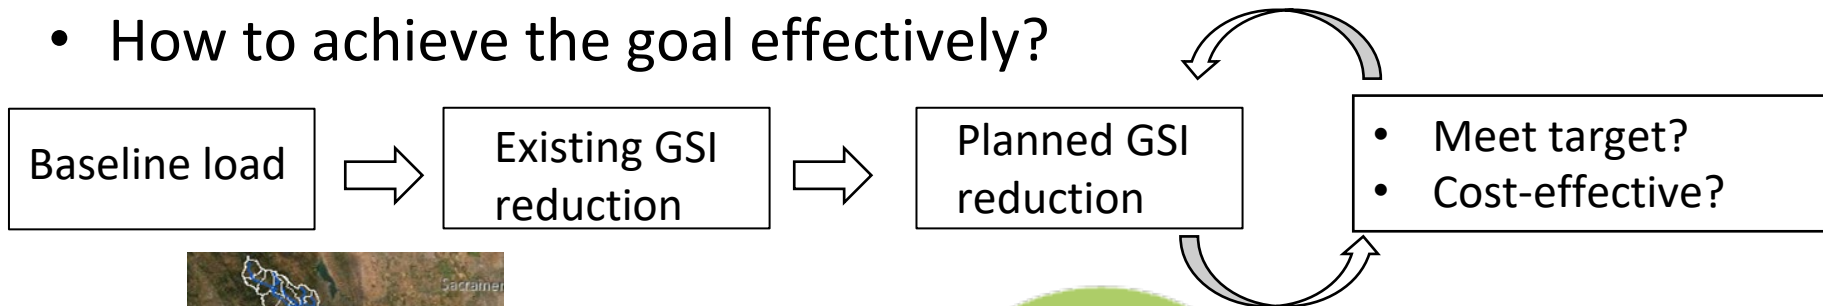 • How to achieve the goal effectively?
Baseline load
Existing GSI
reduction
Planned GSI
reduction
• Meet target?
• Cost-effective?